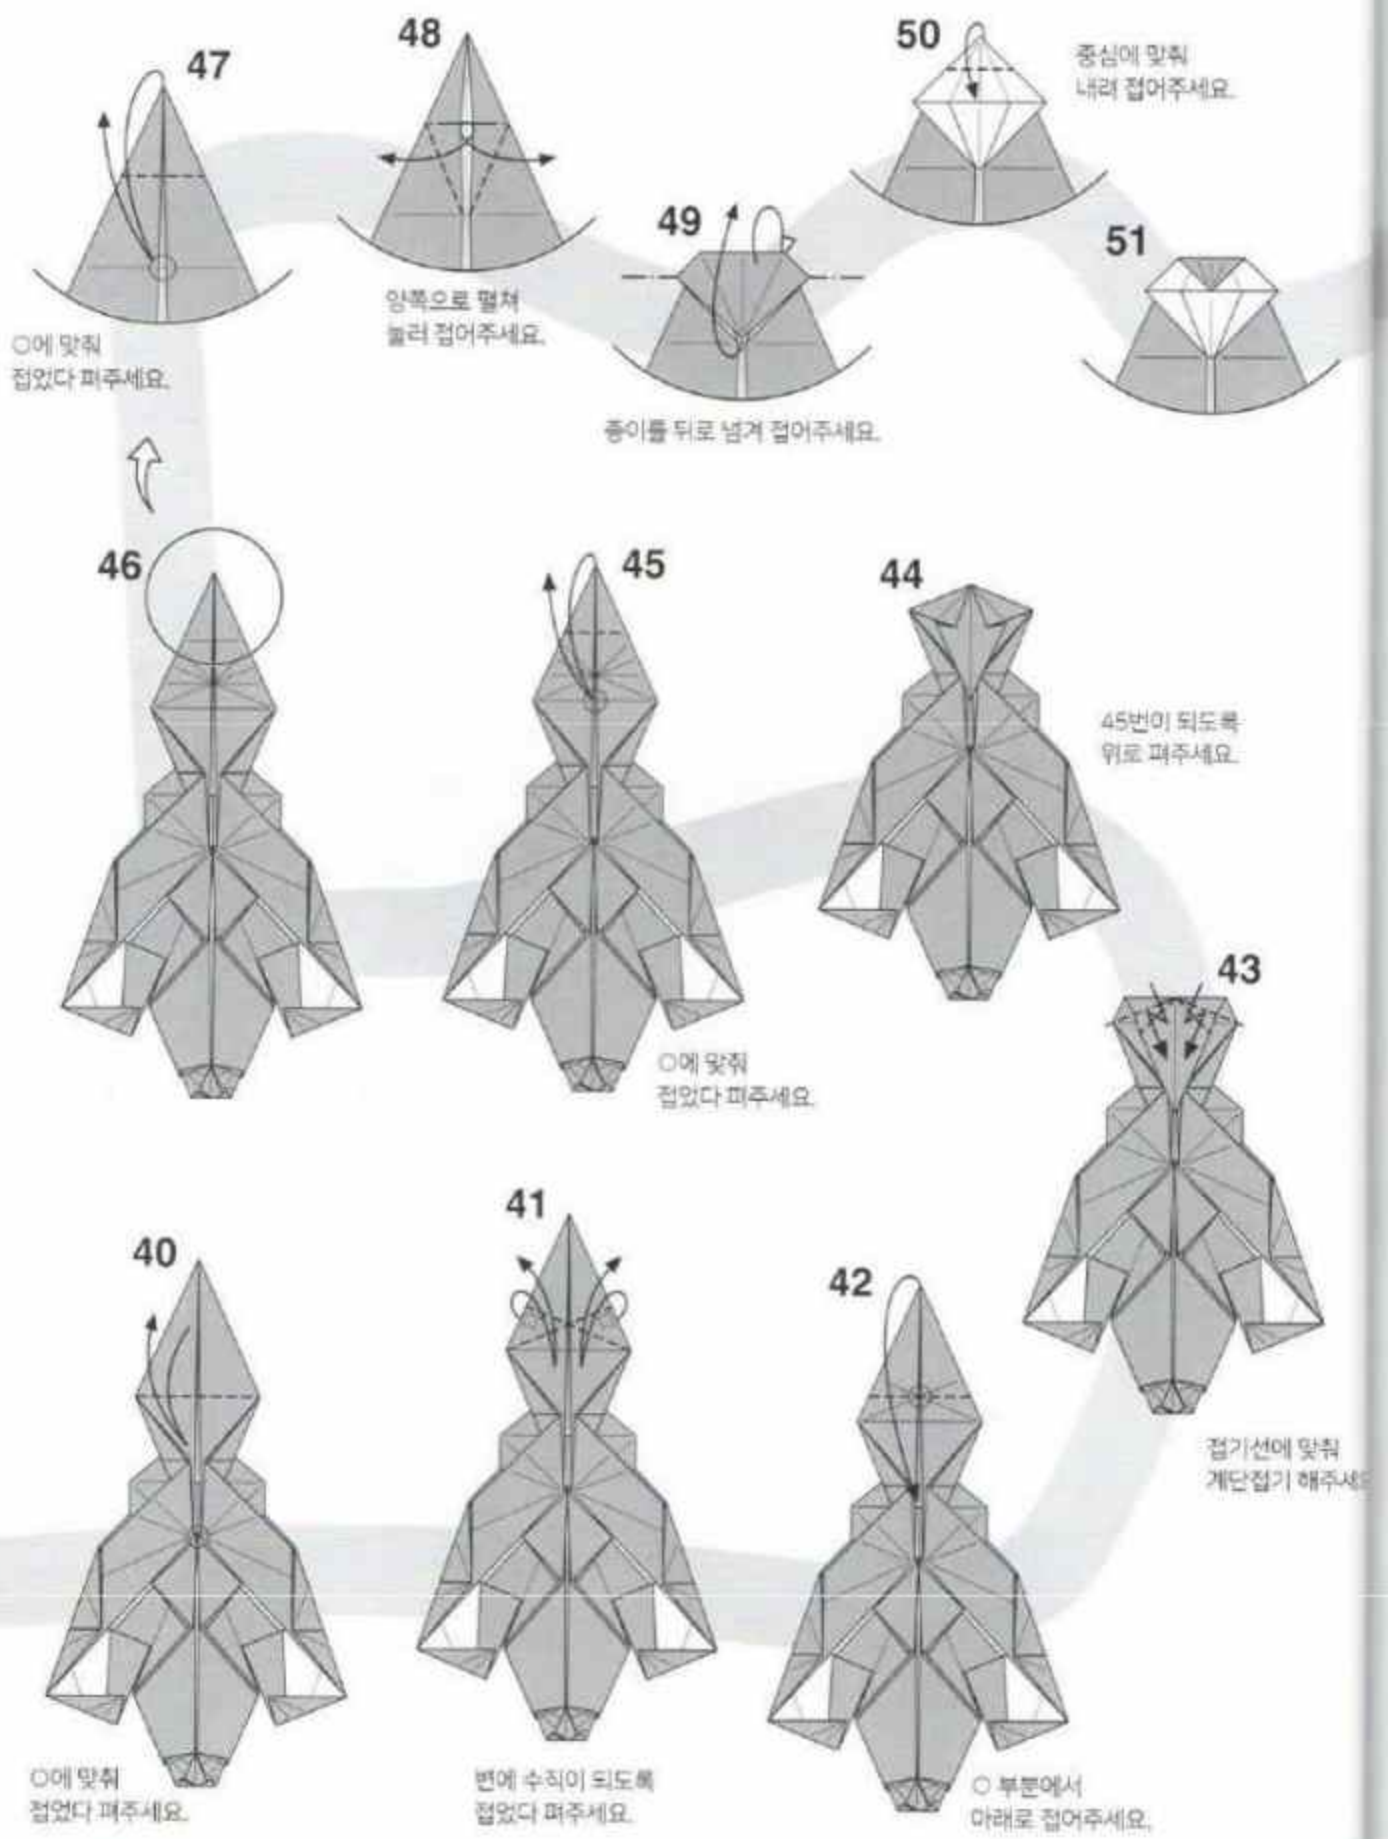 47
○에 맞춰
접었다 펴주세요.
48
양쪽으로 펼쳐
눌러 접어주세요.
49
종이를 뒤로 넘겨 접어주세요.
50
중심에 맞춰
내려 접어주세요.
51
46
45
○에 맞춰
접었다 펴주세요.
44
45번이 되도록
위로 펴주세요.
43
접기선에 맞춰
계단접기 해주세
40
○에 맞춰
접었다 펴주세요.
41
변에 수직이 되도록
접었다 펴주세요.
42
○ 부분에서
아래로 접어주세요.